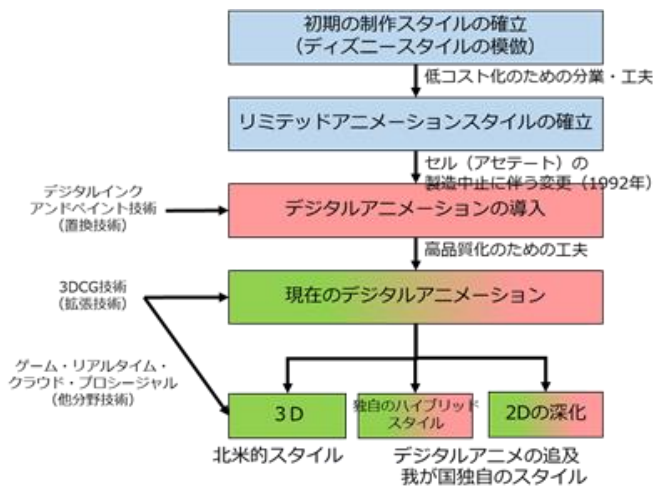 初期の制作スタイルの確立
（ディズニースタイルの模倣）
低コスト化のための分業・工夫
リミテッドアニメーションスタイルの確立
セル（アセテート）の
製造中止に伴う変更（1992年）
デジタルインク
アンドペイント技術
（置換技術）
デジタルアニメーションの導入
高品質化のための工夫
3DCG技術
（拡張技術）
現在のデジタルアニメーション
ゲーム・リアルタイム・
クラウド・プロシージャル
（他分野技術）
３D
独自のハイブリッド
スタイル
2Dの深化
北米的スタイル
デジタルアニメの追及
我が国独自のスタイル